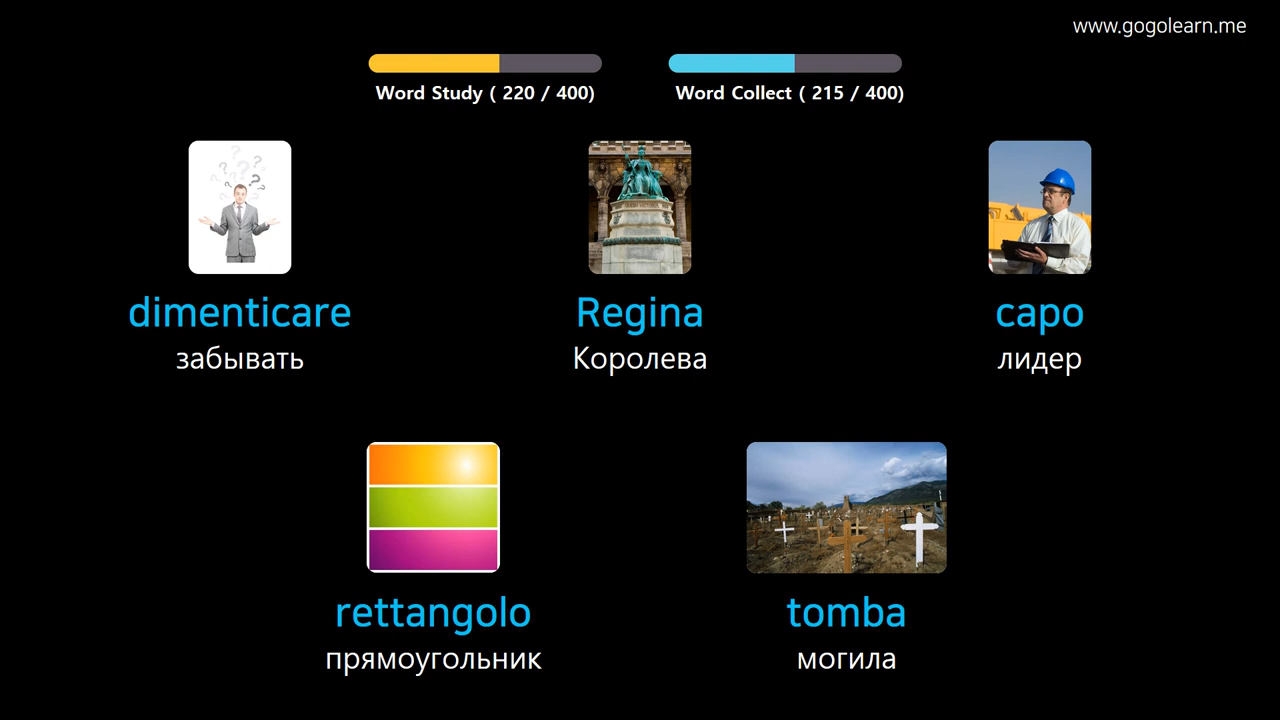 www.gogolearn.me
Word Study ( 220 / 400)
Word Collect ( 215 / 400)
dimenticare
забывать
Regina
Королева
capo
лидер
rettangolo
прямоугольник
tomba
могила